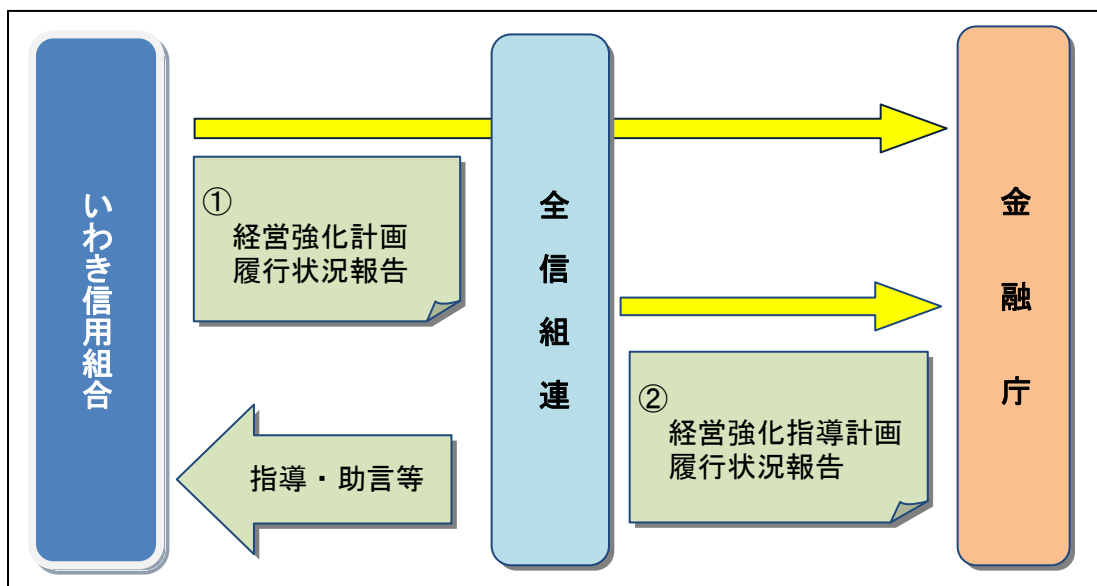 いわき信用組合
①
経営強化計画
履行状況報告
指導・助言等
全信組連
②
経営強化指導計画
履行状況報告
金融庁